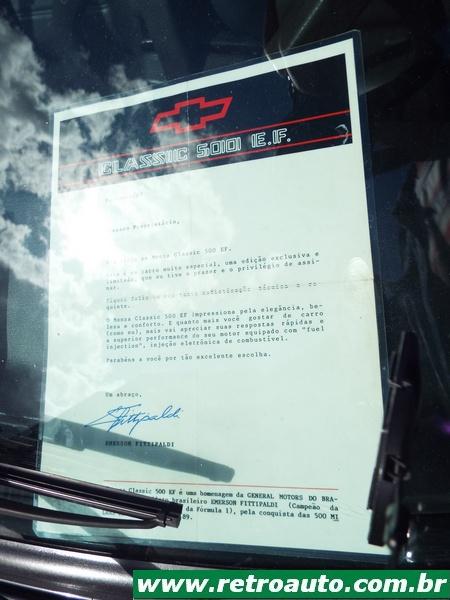 CLASSIC 500 E.F.
Proprietário,
Monza Classic 500 EF.
é um carro muito especial, uma edição exclusiva e
limitada, que eu tive o prazer e o privilégio de assi-
nar.
Fiquei feliz
quinte.
O Monza Classic 500 EF impressiona pela elegância, be-
leza e conforto. E quanto mais você gostar de carro
(como eu), mais vai apreciar suas respostas rápidas e
a superior performance do seu motor equipado com "fuel
injection", injeção eletrônica de combustível.
Parabéns a você por tão excelente escolha.
Um abraço,
EFittipaldi
EMERSON FITTIPALDI
Classic 500 EF é uma homenagem da GENERAL MOTORS DO BRA-
brasileiro EMERSON FITTIPALDI (Campeão da
da Fórmula 1), pela conquista das 500 MI
89.
www.retroauto.com.br